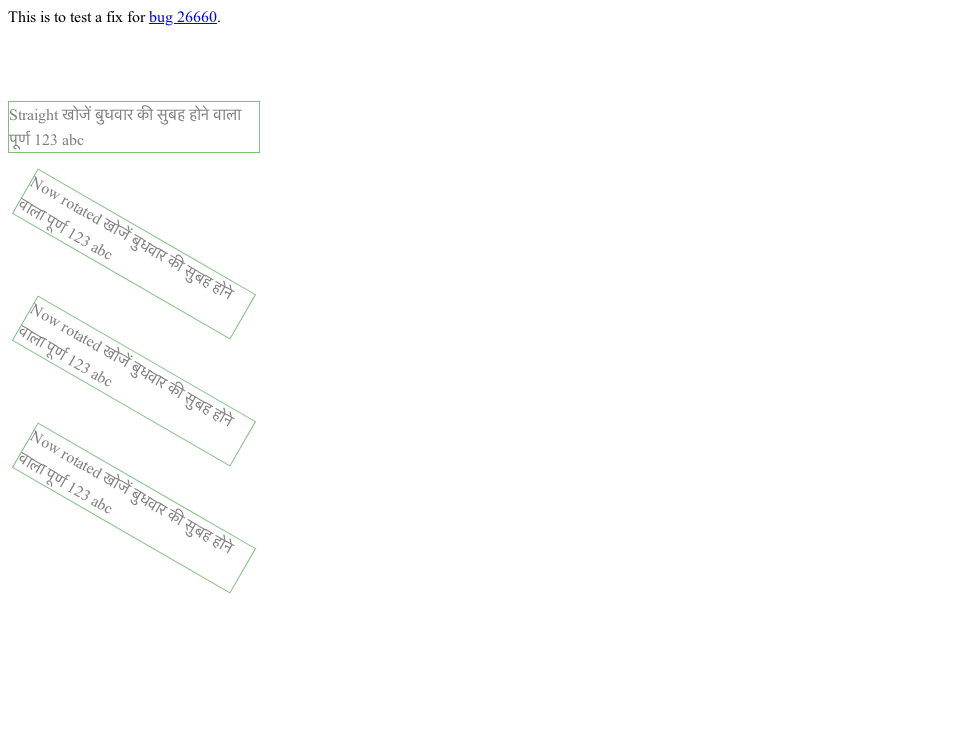 This is to test a fix for bug 26660.
Straight खोजें बुधवार की सुबह होने वाला
पूर्ण 123 abc
Now rotated खोजें बुधवार की सुबह होने
वाला पूर्ण 123 abc
Now rotated खोजें बुधवार की सुबह होने
वाला पूर्ण 123 abc
Now rotated खोजें बुधवार की सुबह होने
वाला पूर्ण 123 abc